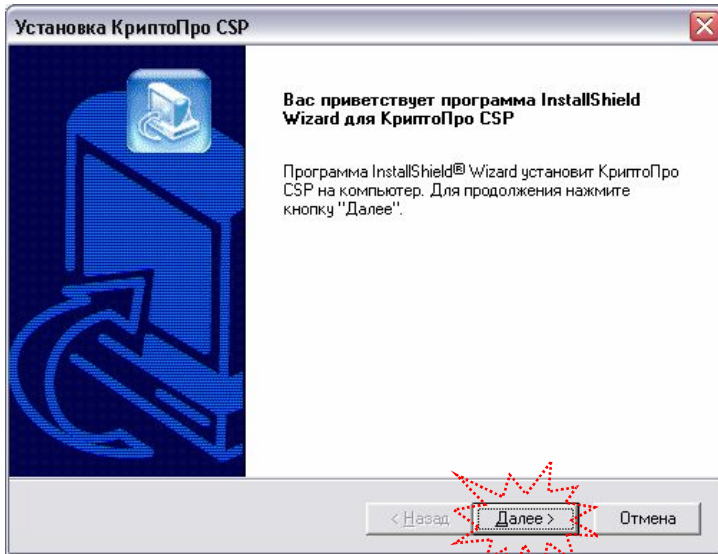 Установка КриптоПро CSP
Вас приветствует программа InstallShield
Wizard для КриптоПро CSP
Программа InstallShield® Wizard установит КриптоПро
CSP на компьютер. Для продолжения нажмите
кнопку "Далее".
< Назад Далее > Отмена